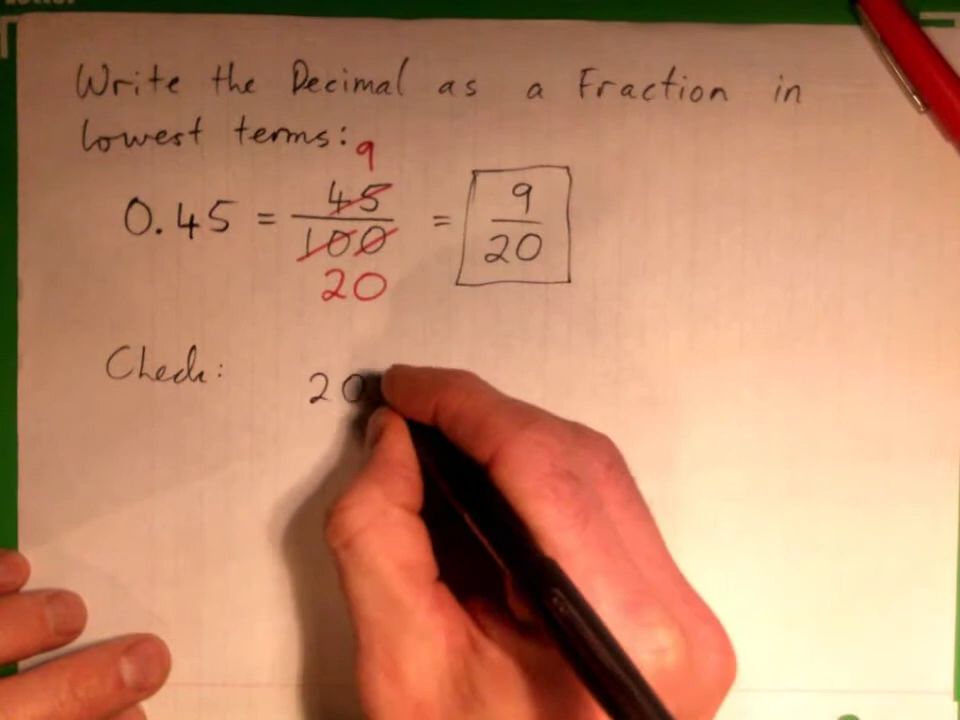 Write the Decimal as a Fraction in
lowest terms:
9
0.45 = 45/100 = 9/20
20
Check: 20